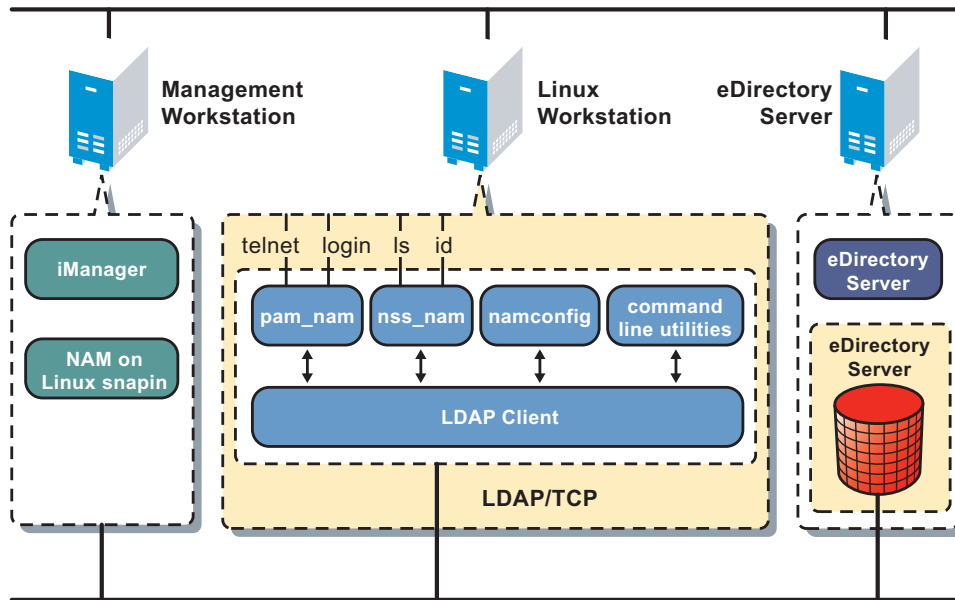 Management
Workstation
Linux
Workstation
eDirectory
Server
iManager
NAM on
Linux snapin
telnet
login
ls
id
pam_nam
nss_nam
namconfig
command
line utilities
LDAP Client
LDAP/TCP
eDirectory
Server
eDirectory
Server